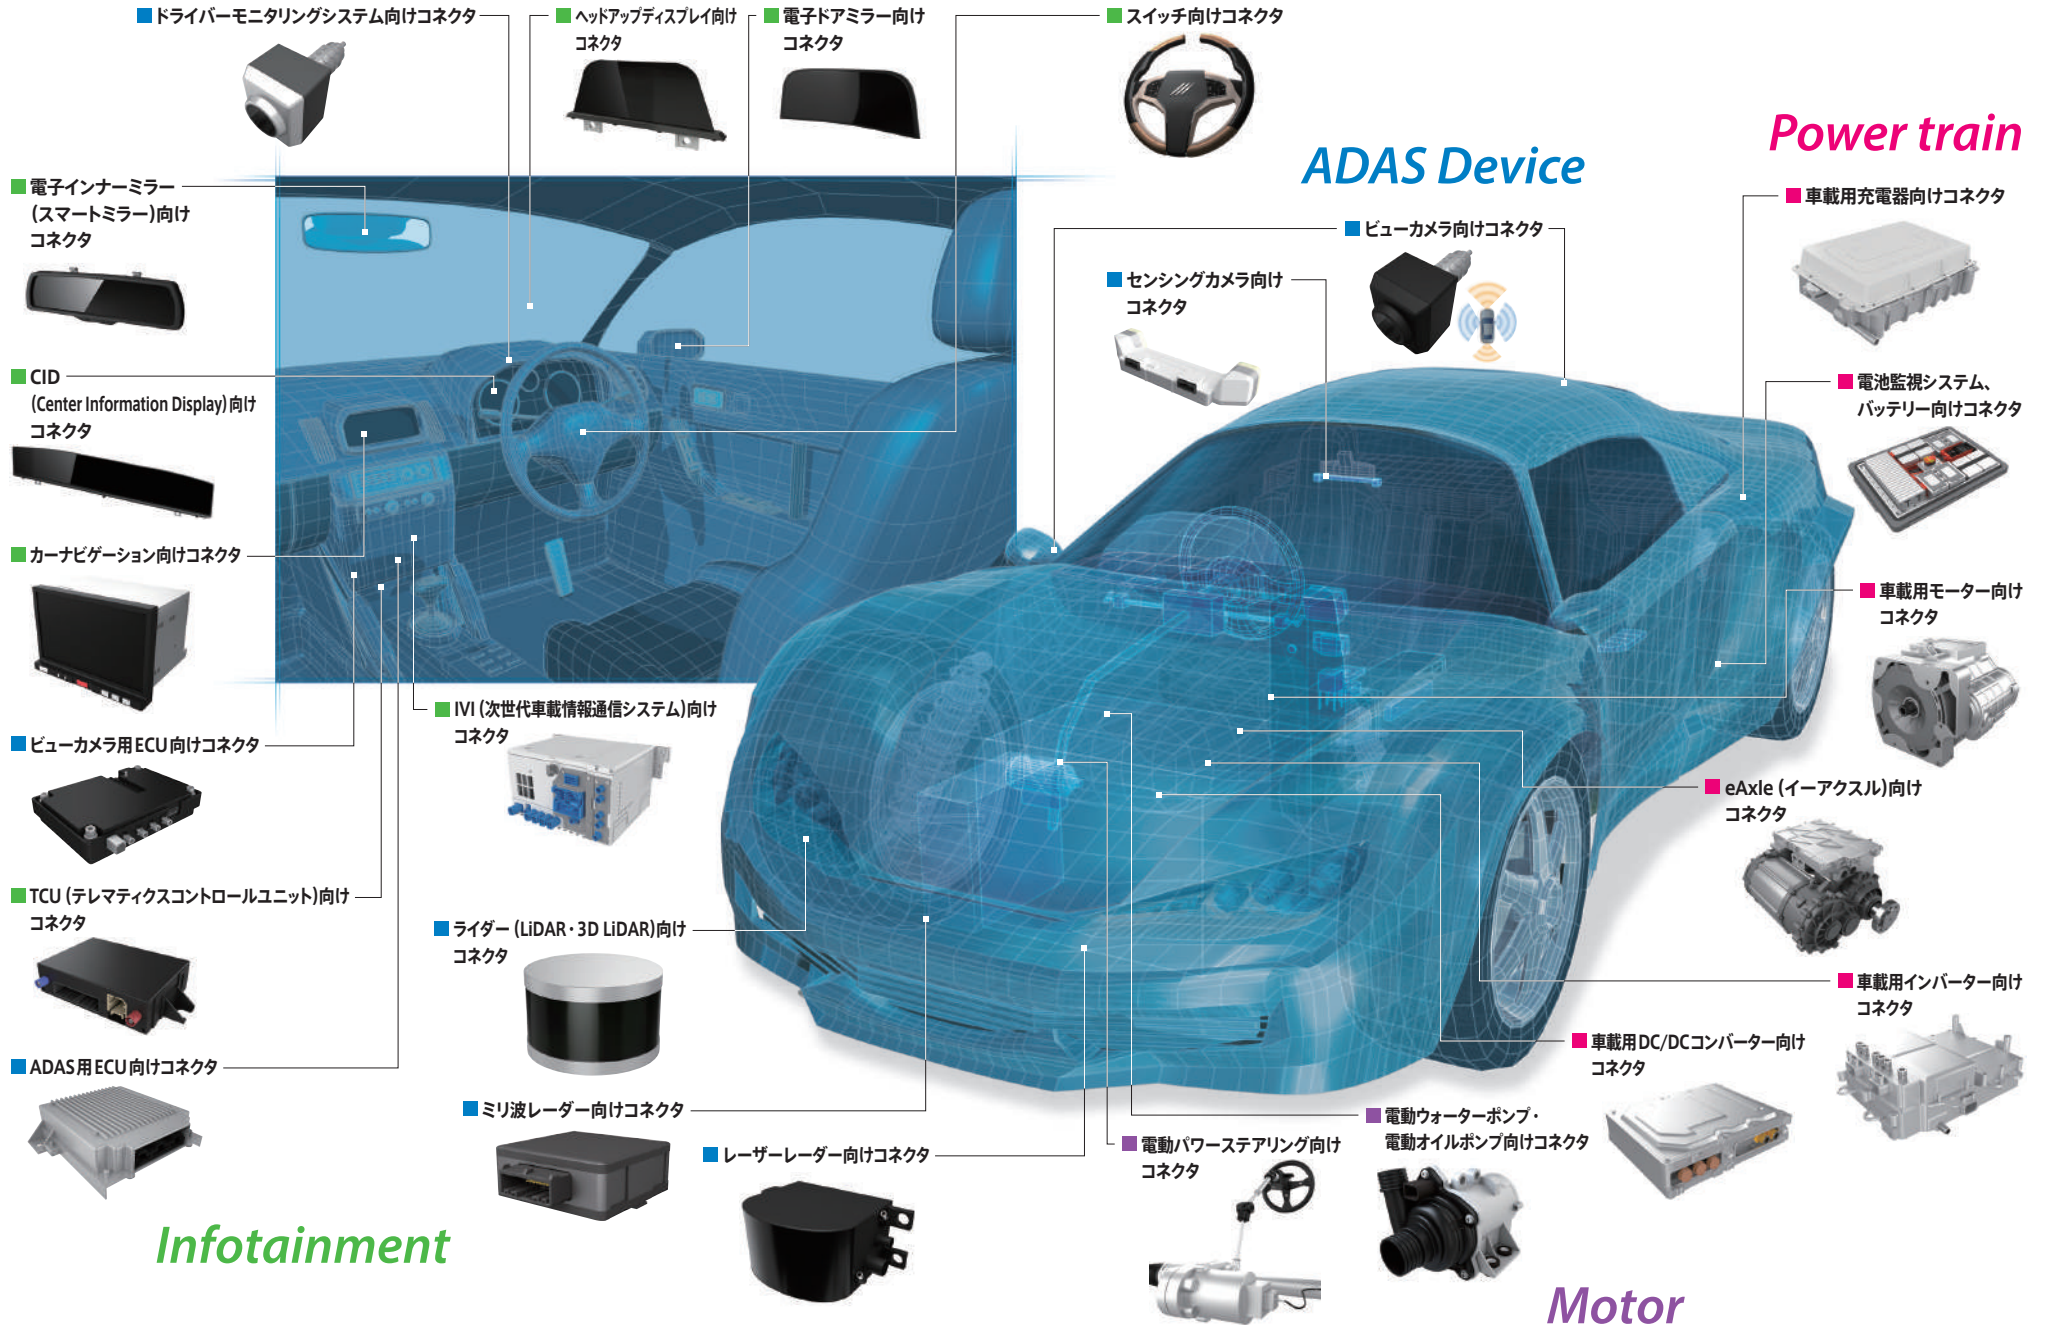 ドライバーモニタリングシステム向けコネクタ
ヘッドアップディスプレイ向け
コネクタ
電子ドアミラー向け
コネクタ
スイッチ向けコネクタ
Power train
ADAS Device
電子インナーミラー
(スマートミラー)向け
コネクタ
車載用充電器向けコネクタ
ビューカメラ向けコネクタ
センシングカメラ向け
コネクタ
CID
(Center Information Display)向け
コネクタ
電池監視システム、
バッテリー向けコネクタ
カーナビゲーション向けコネクタ
車載用モーター向け
コネクタ
IVI (次世代車載情報通信システム)向け
コネクタ
ビューカメラ用ECU向けコネクタ
eAxle (イーアクスル)向け
コネクタ
TCU (テレマティクスコントロールユニット)向け
コネクタ
ライダー (LiDAR・3D LiDAR)向け
コネクタ
車載用インバーター向け
コネクタ
車載用DC/DCコンバーター向け
コネクタ
ADAS用ECU向けコネクタ
ミリ波レーダー向けコネクタ
電動ウォーターポンプ・
電動オイルポンプ向けコネクタ
電動パワーステアリング向け
コネクタ
レーザーレーダー向けコネクタ
Infotainment
Motor